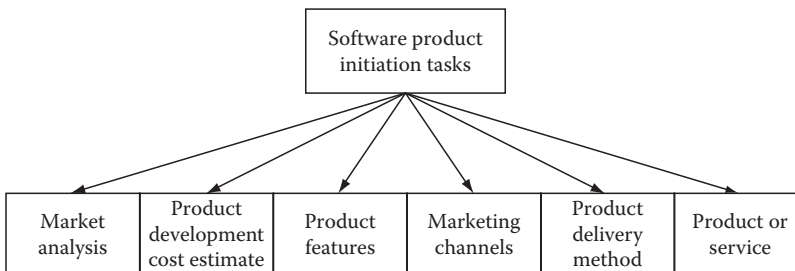 Software product
initiation tasks
Market
analysis
Product
development
cost estimate
Product
features
Marketing
channels
Product
delivery
method
Product or
service